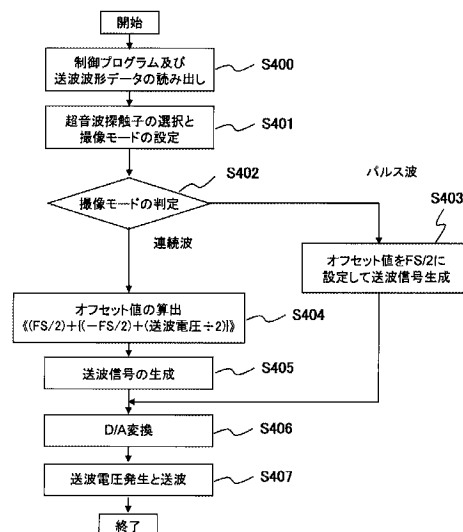 開始
制御プログラム及び
送波波形データの読み出し
S400
超音波探触子の選択と
撮像モードの設定
S401
S402
撮像モードの判定
パルス波
S403
連続波
オフセット値をFS/2に
設定して送波信号生成
オフセット値の算出
《(FS/2)+{(-FS/2)+(送波電圧÷2)}》
S404
送波信号の生成
S405
D/A変換
S406
送波電圧発生と送波
S407
終了